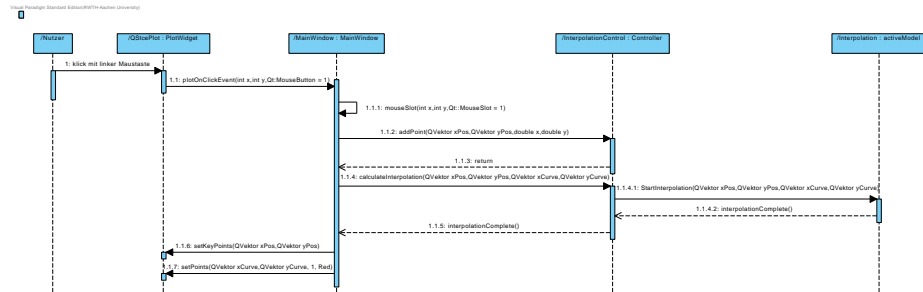 Visual Paradigm Standard Edition(RWTH-Aachen University)
/Nutzer
/QStcePlot : PlotWidget
/MainWindow : MainWindow
/InterpolationControl : Controller
/Interpolation : activeModel
1: klick mit linker Maustaste
1.1: plotOnClickEvent(int x,int y,Qt::MouseButton = 1)
1.1.1: mouseSlot(int x,int y,Qt::MouseSlot = 1)
1.1.2: addPoint(QVektor xPos,QVektor yPos,double x,double y)
1.1.3: return
1.1.4: calculateInterpolation(QVektor xPos,QVektor yPos,QVektor xCurve,QVektor yCurve)
1.1.4.1: StartInterpolation(QVektor xPos,QVektor yPos,QVektor xCurve,QVektor yCurve)
1.1.4.2: interpolationComplete()
1.1.5: interpolationComplete()
1.1.6: setKeyPoints(QVektor xPos,QVektor yPos)
1.1.7: setPoints(QVektor xCurve,QVektor yCurve, 1, Red)